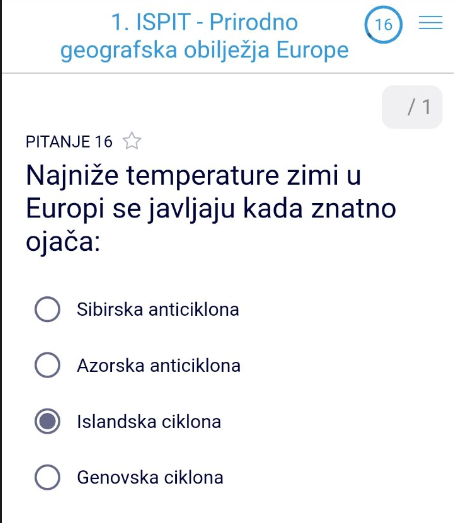 1. ISPIT - Prirodno
geografska obilježja Europe
16
/ 1
PITANJE 16
Najniže temperature zimi u
Europi se javljaju kada znatno
ojača:
Sibirska anticiklona
Azorska anticiklona
Islandska ciklona
Genovska ciklona